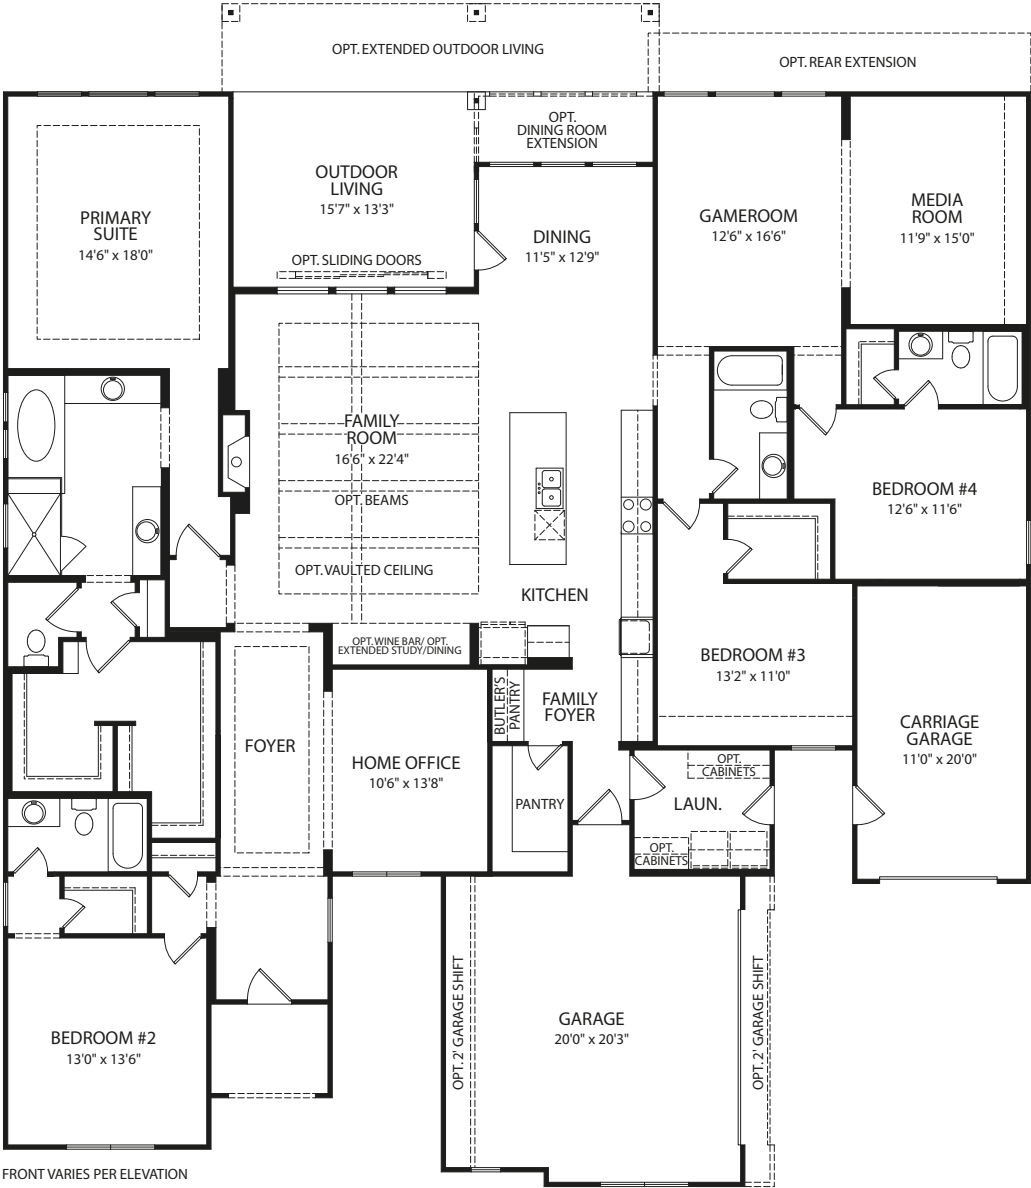 OPT. EXTENDED OUTDOOR LIVING
OPT. REAR EXTENSION
OPT.
DINING ROOM
EXTENSION
OUTDOOR
LIVING
15'7" x 13'3"
PRIMARY
SUITE
14'6" x 18'0"
OPT. SLIDING DOORS
DINING
11'5" x 12'9"
GAMEROOM
12'6" x 16'6"
MEDIA
ROOM
11'9" x 15'0"
FAMILY
ROOM
16'6" x 22'4"
OPT. BEAMS
OPT. VAULTED CEILING
KITCHEN
BEDROOM #4
12'6" x 11'6"
OPT. WINE BAR/ OPT.
EXTENDED STUDY/DINING
BEDROOM #3
13'2" x 11'0"
BUTLER'S
PANTRY
FAMILY
FOYER
FOYER
HOME OFFICE
10'6" x 13'8"
CARRIAGE
GARAGE
11'0" x 20'0"
OPT.
CABINETS
LAUN.
PANTRY
OPT.
CABINETS
OPT. 2' GARAGE SHIFT
GARAGE
20'0" x 20'3"
OPT. 2' GARAGE SHIFT
BEDROOM #2
13'0" x 13'6"
FRONT VARIES PER ELEVATION